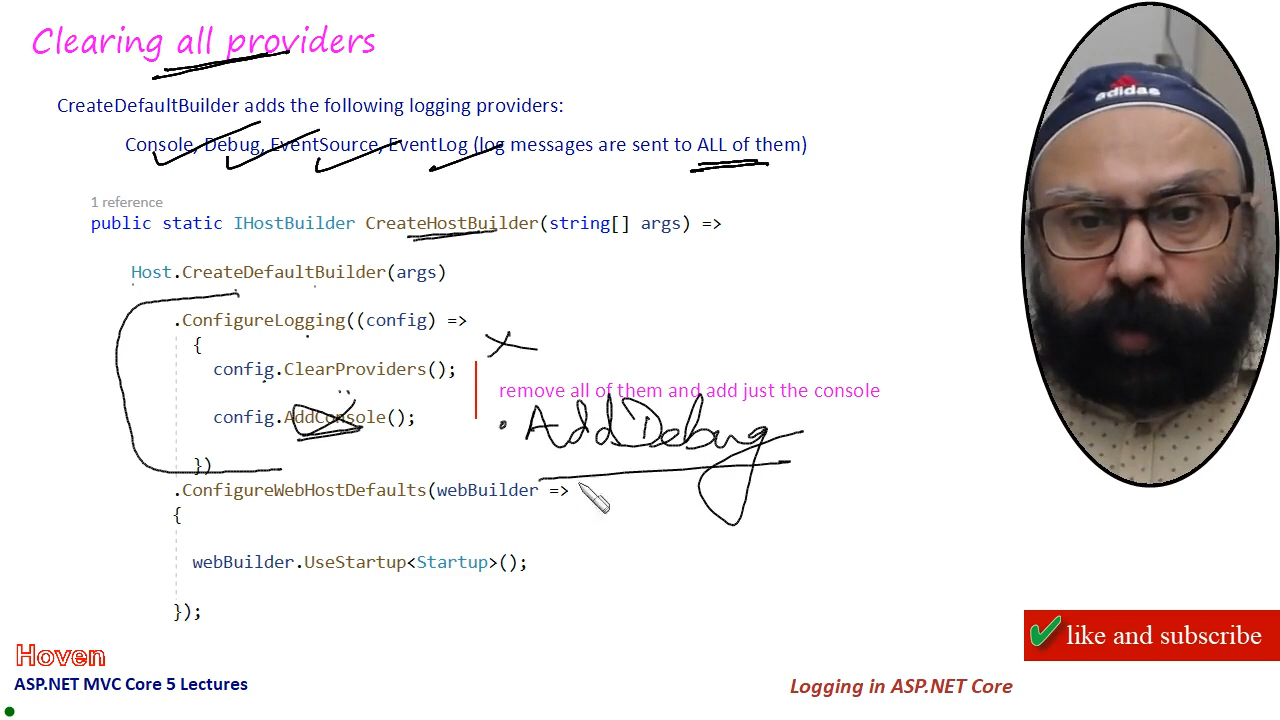 Clearing all providers
CreateDefaultBuilder adds the following logging providers:
Console, Debug, EventSource, EventLog (log messages are sent to ALL of them)
1 reference
public static IHostBuilder CreateHostBuilder(string[] args) =>
Host.CreateDefaultBuilder(args)
.ConfigureLogging((config) =>
{
config.ClearProviders();
remove all of them and add just the console
config.AddConsole();
. AddDebug
})
.ConfigureWebHostDefaults(webBuilder =>
{
webBuilder.UseStartup<Startup>();
});
adidas
like and subscribe
Hoven
ASP.NET MVC Core 5 Lectures
Logging in ASP.NET Core